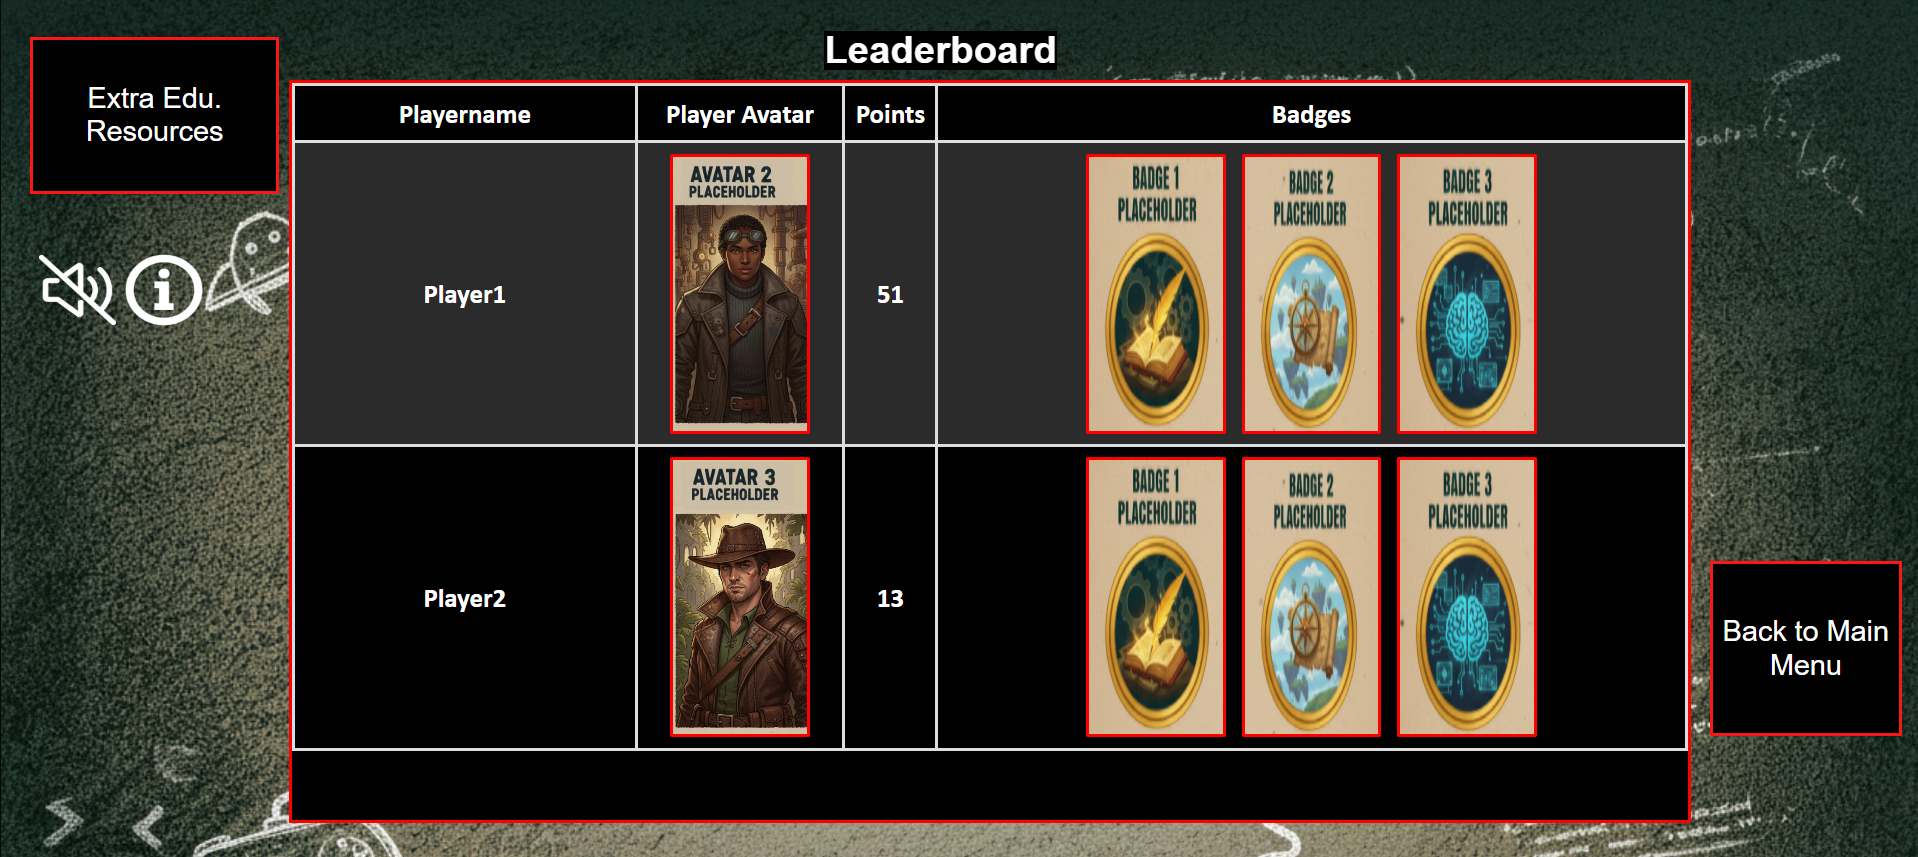 Leaderboard
Extra Edu.
Resources
Playername Player Avatar Points Badges
AVATAR 2
PLACEHOLDER
BADGE 1
PLACEHOLDER
BADGE 2
PLACEHOLDER
BADGE 3
PLACEHOLDER
Player1 51
AVATAR 3
PLACEHOLDER
BADGE 1
PLACEHOLDER
BADGE 2
PLACEHOLDER
BADGE 3
PLACEHOLDER
Player2 13
Back to Main
Menu